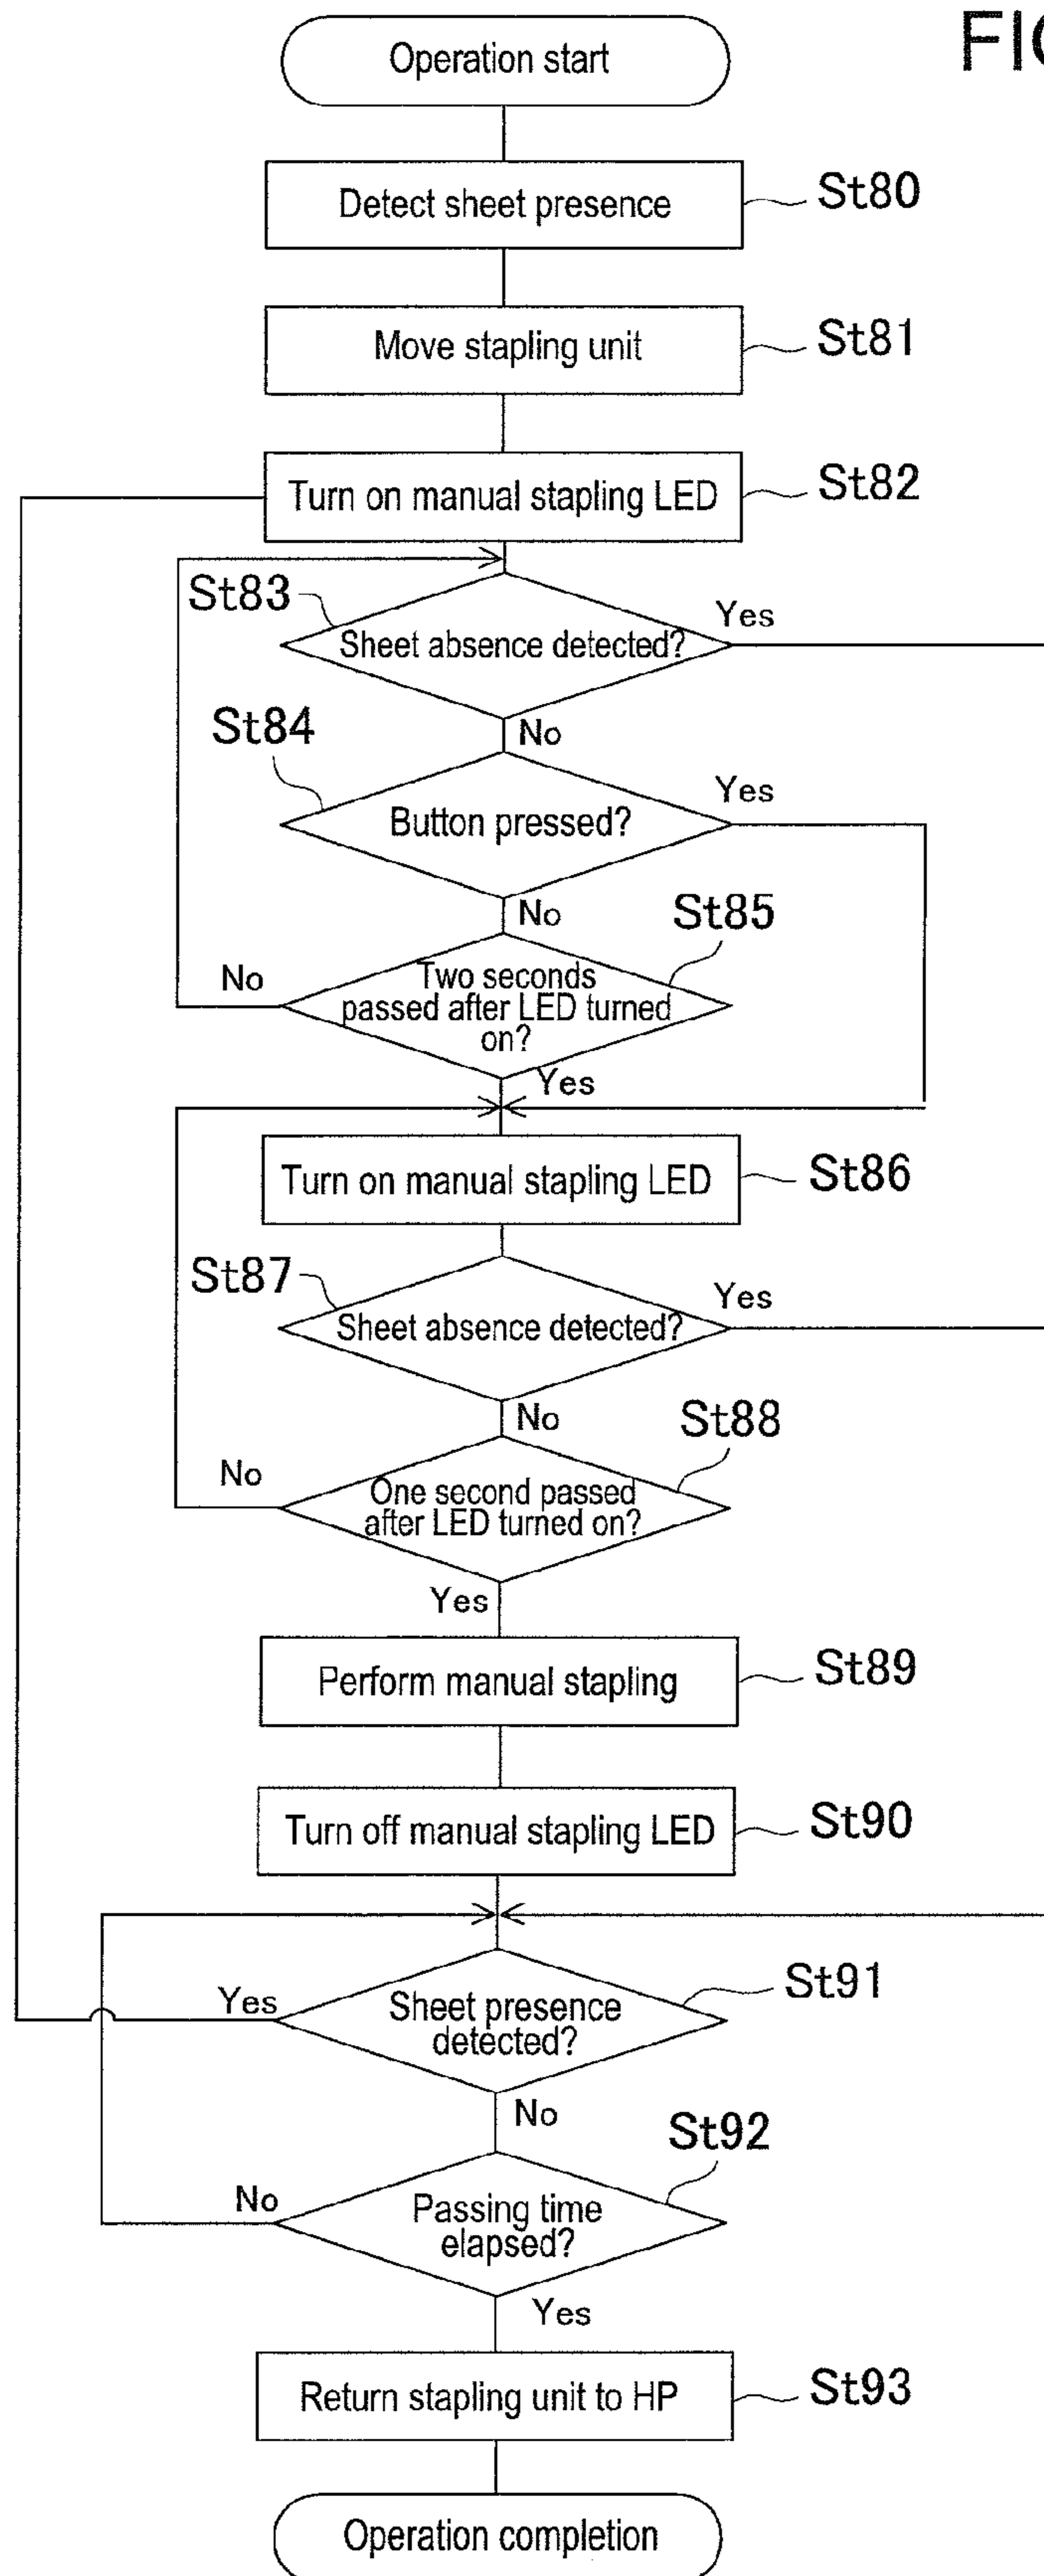 FIG
Operation start
Detect sheet presence
St80
Move stapling unit
St81
Turn on manual stapling LED
St82
St83
Sheet absence detected?
Yes
No
St84
Button pressed?
Yes
No
St85
Two seconds
passed after LED turned
on?
No
Yes
Turn on manual stapling LED
St86
St87
Sheet absence detected?
Yes
No
St88
One second passed
after LED turned on?
No
Yes
Perform manual stapling
St89
Turn off manual stapling LED
St90
Sheet presence
detected?
St91
Yes
No
St92
Passing time
elapsed?
No
Yes
Return stapling unit to HP
St93
Operation completion